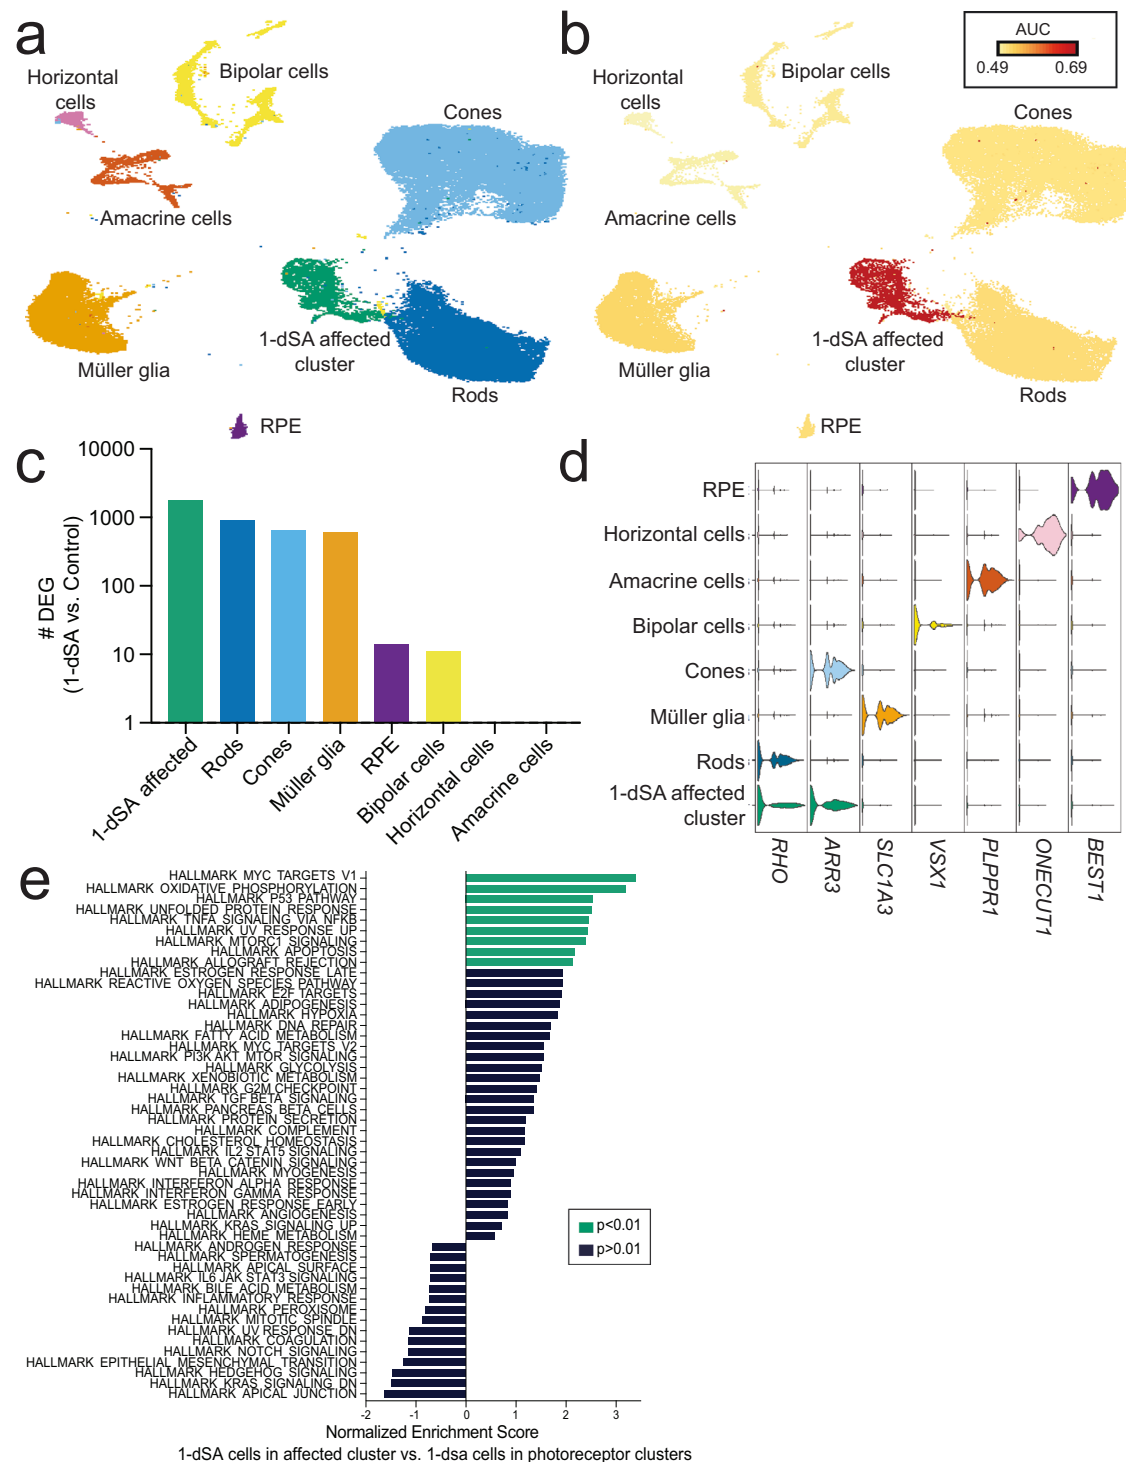 a
Horizontal
cells
Bipolar cells
Cones
Amacrine cells
1-dSA affected
cluster
Müller glia
Rods
RPE
b
AUC
0.49 0.69
Horizontal
cells
Bipolar cells
Cones
Amacrine cells
1-dSA affected
cluster
Müller glia
Rods
RPE
c
# DEG
(1-dSA vs. Control)
10000
1000
100
10
1
1-dSA affected
Rods
Cones
Müller glia
RPE
Bipolar cells
Horizontal cells
Amacrine cells
d
RPE
Horizontal cells
Amacrine cells
Bipolar cells
Cones
Müller glia
Rods
1-dSA affected
cluster
RHO
ARR3
SLC1A3
VSX1
PLPPR1
ONECUT1
BEST1
e
HALLMARK MYC TARGETS V1
HALLMARK OXIDATIVE PHOSPHORYLATION
HALLMARK P53 PATHWAY
HALLMARK UNFOLDED PROTEIN RESPONSE
HALLMARK TNFA SIGNALING VIA NFKB
HALLMARK UV RESPONSE UP
HALLMARK MTORC1 SIGNALING
HALLMARK APOPTOSIS
HALLMARK ALLOGRAFT REJECTION
HALLMARK ESTROGEN RESPONSE LATE
HALLMARK REACTIVE OXYGEN SPECIES PATHWAY
HALLMARK E2F TARGETS
HALLMARK ADIPOGENESIS
HALLMARK HYPOXIA
HALLMARK DNA REPAIR
HALLMARK FATTY ACID METABOLISM
HALLMARK MYC TARGETS V2
HALLMARK PI3K AKT MTOR SIGNALING
HALLMARK GLYCOLYSIS
HALLMARK XENOBIOTIC METABOLISM
HALLMARK G2M CHECKPOINT
HALLMARK TGF BETA SIGNALING
HALLMARK PANCREAS BETA CELLS
HALLMARK PROTEIN SECRETION
HALLMARK COMPLEMENT
HALLMARK CHOLESTEROL HOMEOSTASIS
HALLMARK IL2 STAT5 SIGNALING
HALLMARK WNT BETA CATENIN SIGNALING
HALLMARK MYOGENESIS
HALLMARK INTERFERON ALPHA RESPONSE
HALLMARK INTERFERON GAMMA RESPONSE
HALLMARK ESTROGEN RESPONSE EARLY
HALLMARK ANGIOGENESIS
HALLMARK KRAS SIGNALING UP
HALLMARK HEME METABOLISM
HALLMARK ANDROGEN RESPONSE
HALLMARK SPERMATOGENESIS
HALLMARK APICAL SURFACE
HALLMARK IL6 JAK STAT3 SIGNALING
HALLMARK BILE ACID METABOLISM
HALLMARK INFLAMMATORY RESPONSE
HALLMARK PEROXISOME
HALLMARK MITOTIC SPINDLE
HALLMARK UV RESPONSE DN
HALLMARK COAGULATION
HALLMARK NOTCH SIGNALING
HALLMARK EPITHELIAL MESENCHYMAL TRANSITION
HALLMARK HEDGEHOG SIGNALING
HALLMARK KRAS SIGNALING DN
HALLMARK APICAL JUNCTION
p<0.01
p>0.01
-2 -1 0 1 2 3
Normalized Enrichment Score
1-dSA cells in affected cluster vs. 1-dsa cells in photoreceptor clusters